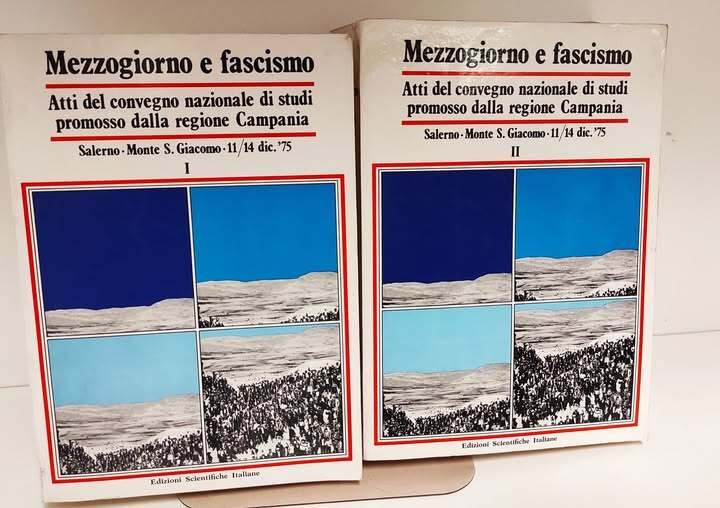 Mezzogiorno e fascismo
Atti del convegno nazionale di studi
promosso dalla regione Campania
Salerno · Monte S. Giacomo · 11/14 dic. '75
I
Edizioni Scientifiche Italiane
Mezzogiorno e fascismo
Atti del convegno nazionale di studi
promosso dalla regione Campania
Salerno · Monte S. Giacomo · 11/14 dic. '75
II
Edizioni Scientifiche Italiane